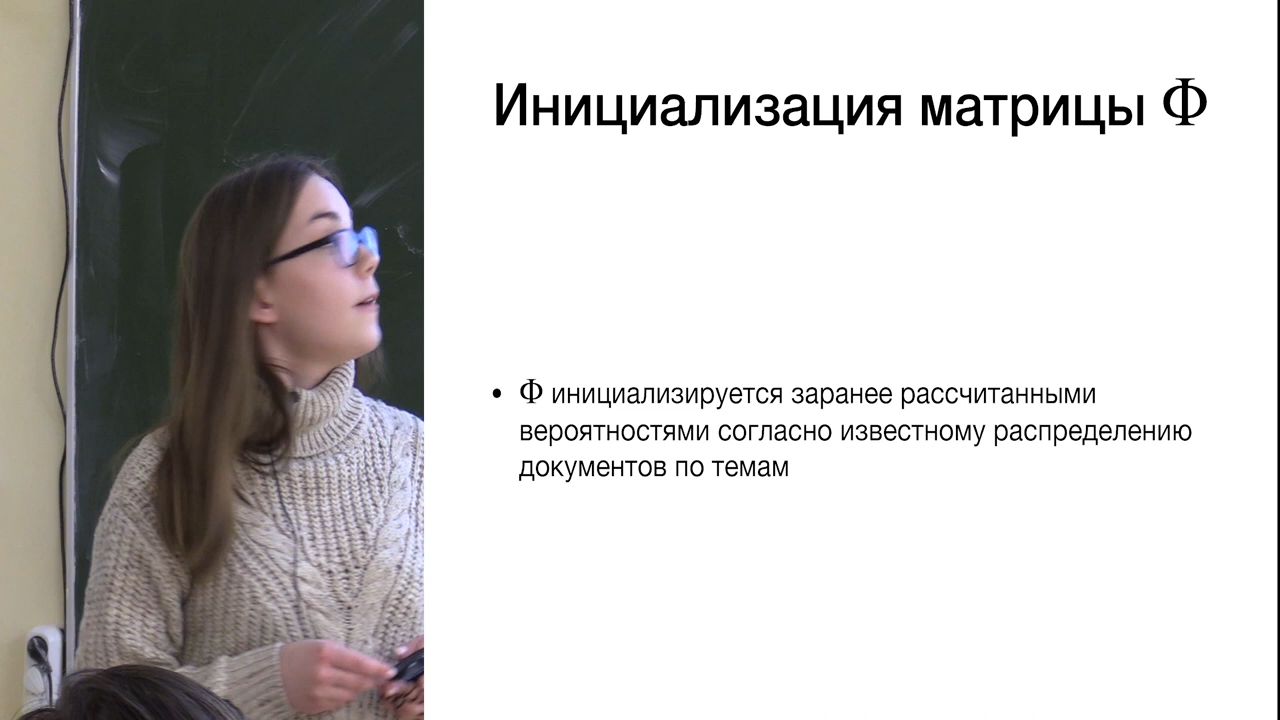 Инициализация матрицы Φ
• Φ инициализируется заранее рассчитанными
вероятностями согласно известному распределению
документов по темам